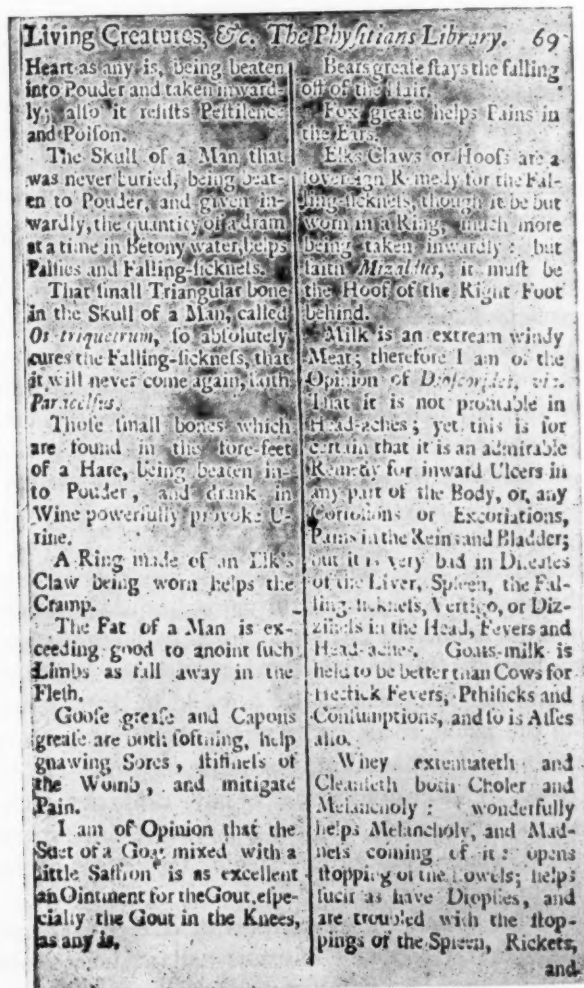 Living Creatures, &c. The Phyſitians Library. 69
Heart as any is, being beaten
into Pouder and taken inward-
ly; alſo it reſiſts Peſtilence
and Poiſon.
The Skull of a Man that
was never buried, being beat-
en to Pouder, and given in-
wardly, the quantity of a dram
at a time in Betony water, helps
Palſies and Falling-ſickneſs.
That ſmall Triangular bone
in the Skull of a Man, called
Os triquetrum, ſo abſolutely
cures the Falling-ſickneſs, that
it will never come again, ſaith
Paracelſus.
Thoſe ſmall bones which
are found in the fore-feet
of a Hare, being beaten in-
to Pouder, and drank in
Wine powerfully provoke U-
rine.
A Ring made of an Elk's
Claw being worn helps the
Cramp.
The Fat of a Man is ex-
ceeding good to anoint ſuch
Limbs as fall away in the
Fleſh.
Gooſe greaſe and Capons
greaſe are both ſoftning, help
gnawing Sores, ſtiffneſs of
the Womb, and mitigate
Pain.
I am of Opinion that the
Suet of a Goat mixed with a
little Saffron is as excellent
an Ointment for the Gout, eſpe-
cially the Gout in the Knees,
as any is.
Bears greaſe ſtays the falling
off of the Hair.
Fox greaſe helps Pains in
the Ears.
Elks Claws or Hoofs are a
ſovereign Remedy for the Fal-
ling-ſickneſs, though it be but
worn in a Ring, much more
being taken inwardly: but
ſaith Mizaldus, it muſt be
the Hoof of the Right Foot
behind.
Milk is an extream windy
Meat; therefore I am of the
Opinion of Dioſcorides, viz.
That it is not profitable in
Head-aches; yet this is for
certain that it is an admirable
Remedy for inward Ulcers in
any part of the Body, or any
Corroſions or Excoriations,
Pains in the Reins and Bladder;
but it is very bad in Diſeaſes
of the Liver, Spleen, the Fal-
ling-ſickneſs, Vertigo, or Diz-
zineſs in the Head, Fevers and
Head-aches. Goats-milk is
held to be better than Cows for
Hectick Fevers, Pthiſicks and
Conſumptions, and ſo is Aſſes
alſo.
Whey extenuateth and
Cleanſeth both Choler and
Melancholy: wonderfully
helps Melancholy, and Mad-
neſs coming of it: opens
ſtopping of the Bowels; helps
ſuch as have Dropſies, and
are troubled with the ſtop-
pings of the Spleen, Rickets,
and